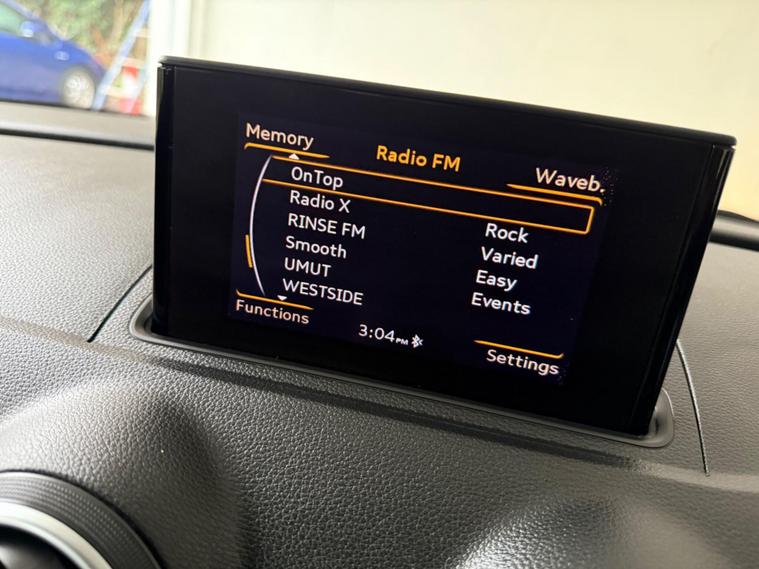 Memory
Radio FM
Waveb.
OnTop
Radio X Rock
RINSE FM Varied
Smooth Easy
UMUT Events
WESTSIDE
Functions
3:04PM
Settings